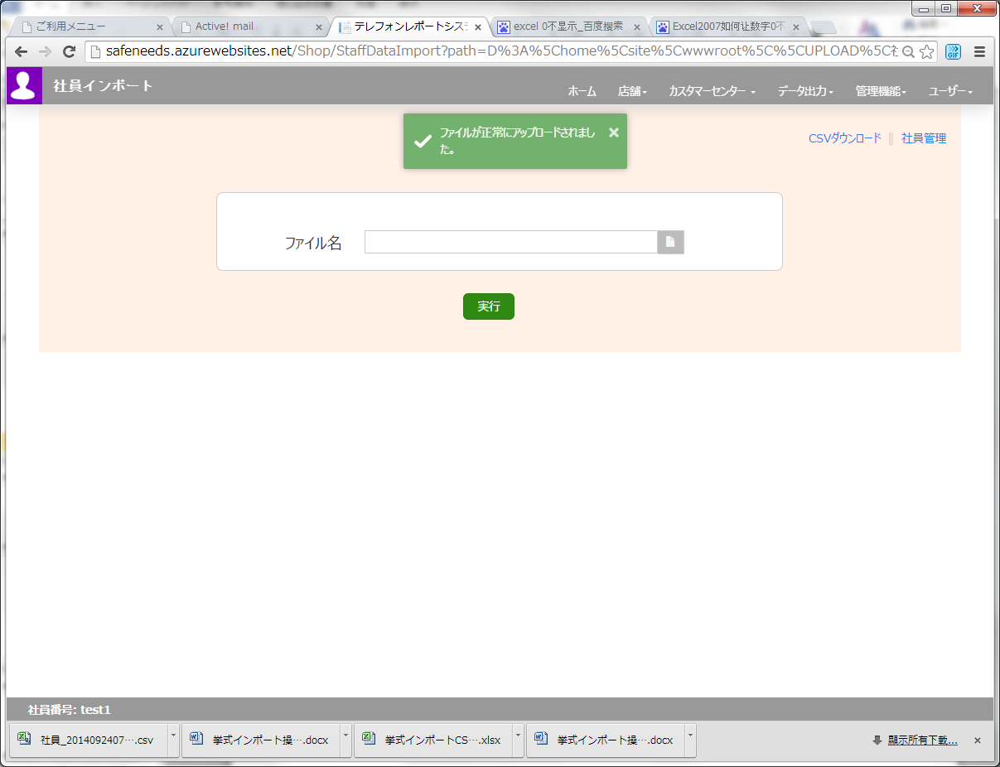 ご利用メニュー
Active! mail
テレフォンレポートシステ
excel 0不显示_百度搜索
Excel2007如何让数字0不
safeneeds.azurewebsites.net/Shop/StaffDataImport?path=D%3A%5Chome%5Csite%5Cwwwroot%5C%5CUPLOAD%5C社
GIF
社員インポート
ホーム
店舗
カスタマーセンター
データ出力
管理機能
ユーザー
ファイルが正常にアップロードされまし
た。
CSVダウンロード
社員管理
ファイル名
実行
社員番号: test1
社員_2014092407….csv
挙式インポート操….docx
挙式インポートCS….xlsx
挙式インポート操….docx
顯示所有下載...